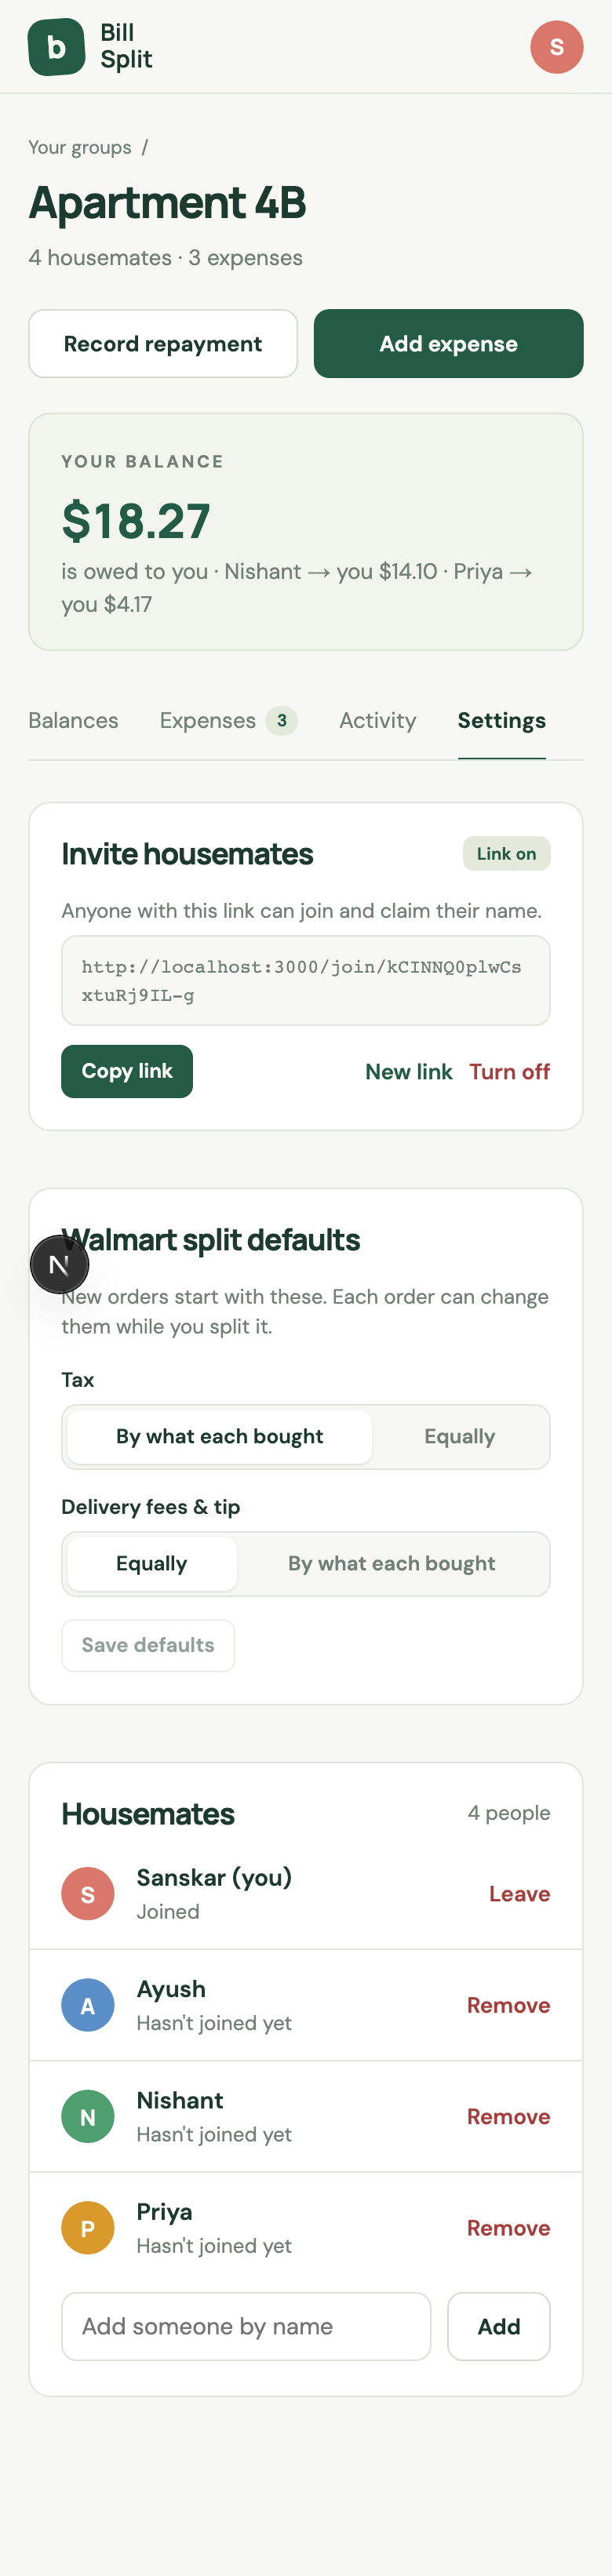 b
Bill
Split
S
Your groups /
Apartment 4B
4 housemates · 3 expenses
Record repayment
Add expense
YOUR BALANCE
$18.27
is owed to you · Nishant → you $14.10 · Priya →
you $4.17
Balances
Expenses 3
Activity
Settings
Invite housemates
Link on
Anyone with this link can join and claim their name.
http://localhost:3000/join/kCINNQ0plwCs
xtuRj9IL-g
Copy link
New link
Turn off
Walmart split defaults
N
New orders start with these. Each order can change
them while you split it.
Tax
By what each bought
Equally
Delivery fees & tip
Equally
By what each bought
Save defaults
Housemates
4 people
S
Sanskar (you)
Joined
Leave
A
Ayush
Hasn't joined yet
Remove
N
Nishant
Hasn't joined yet
Remove
P
Priya
Hasn't joined yet
Remove
Add someone by name
Add